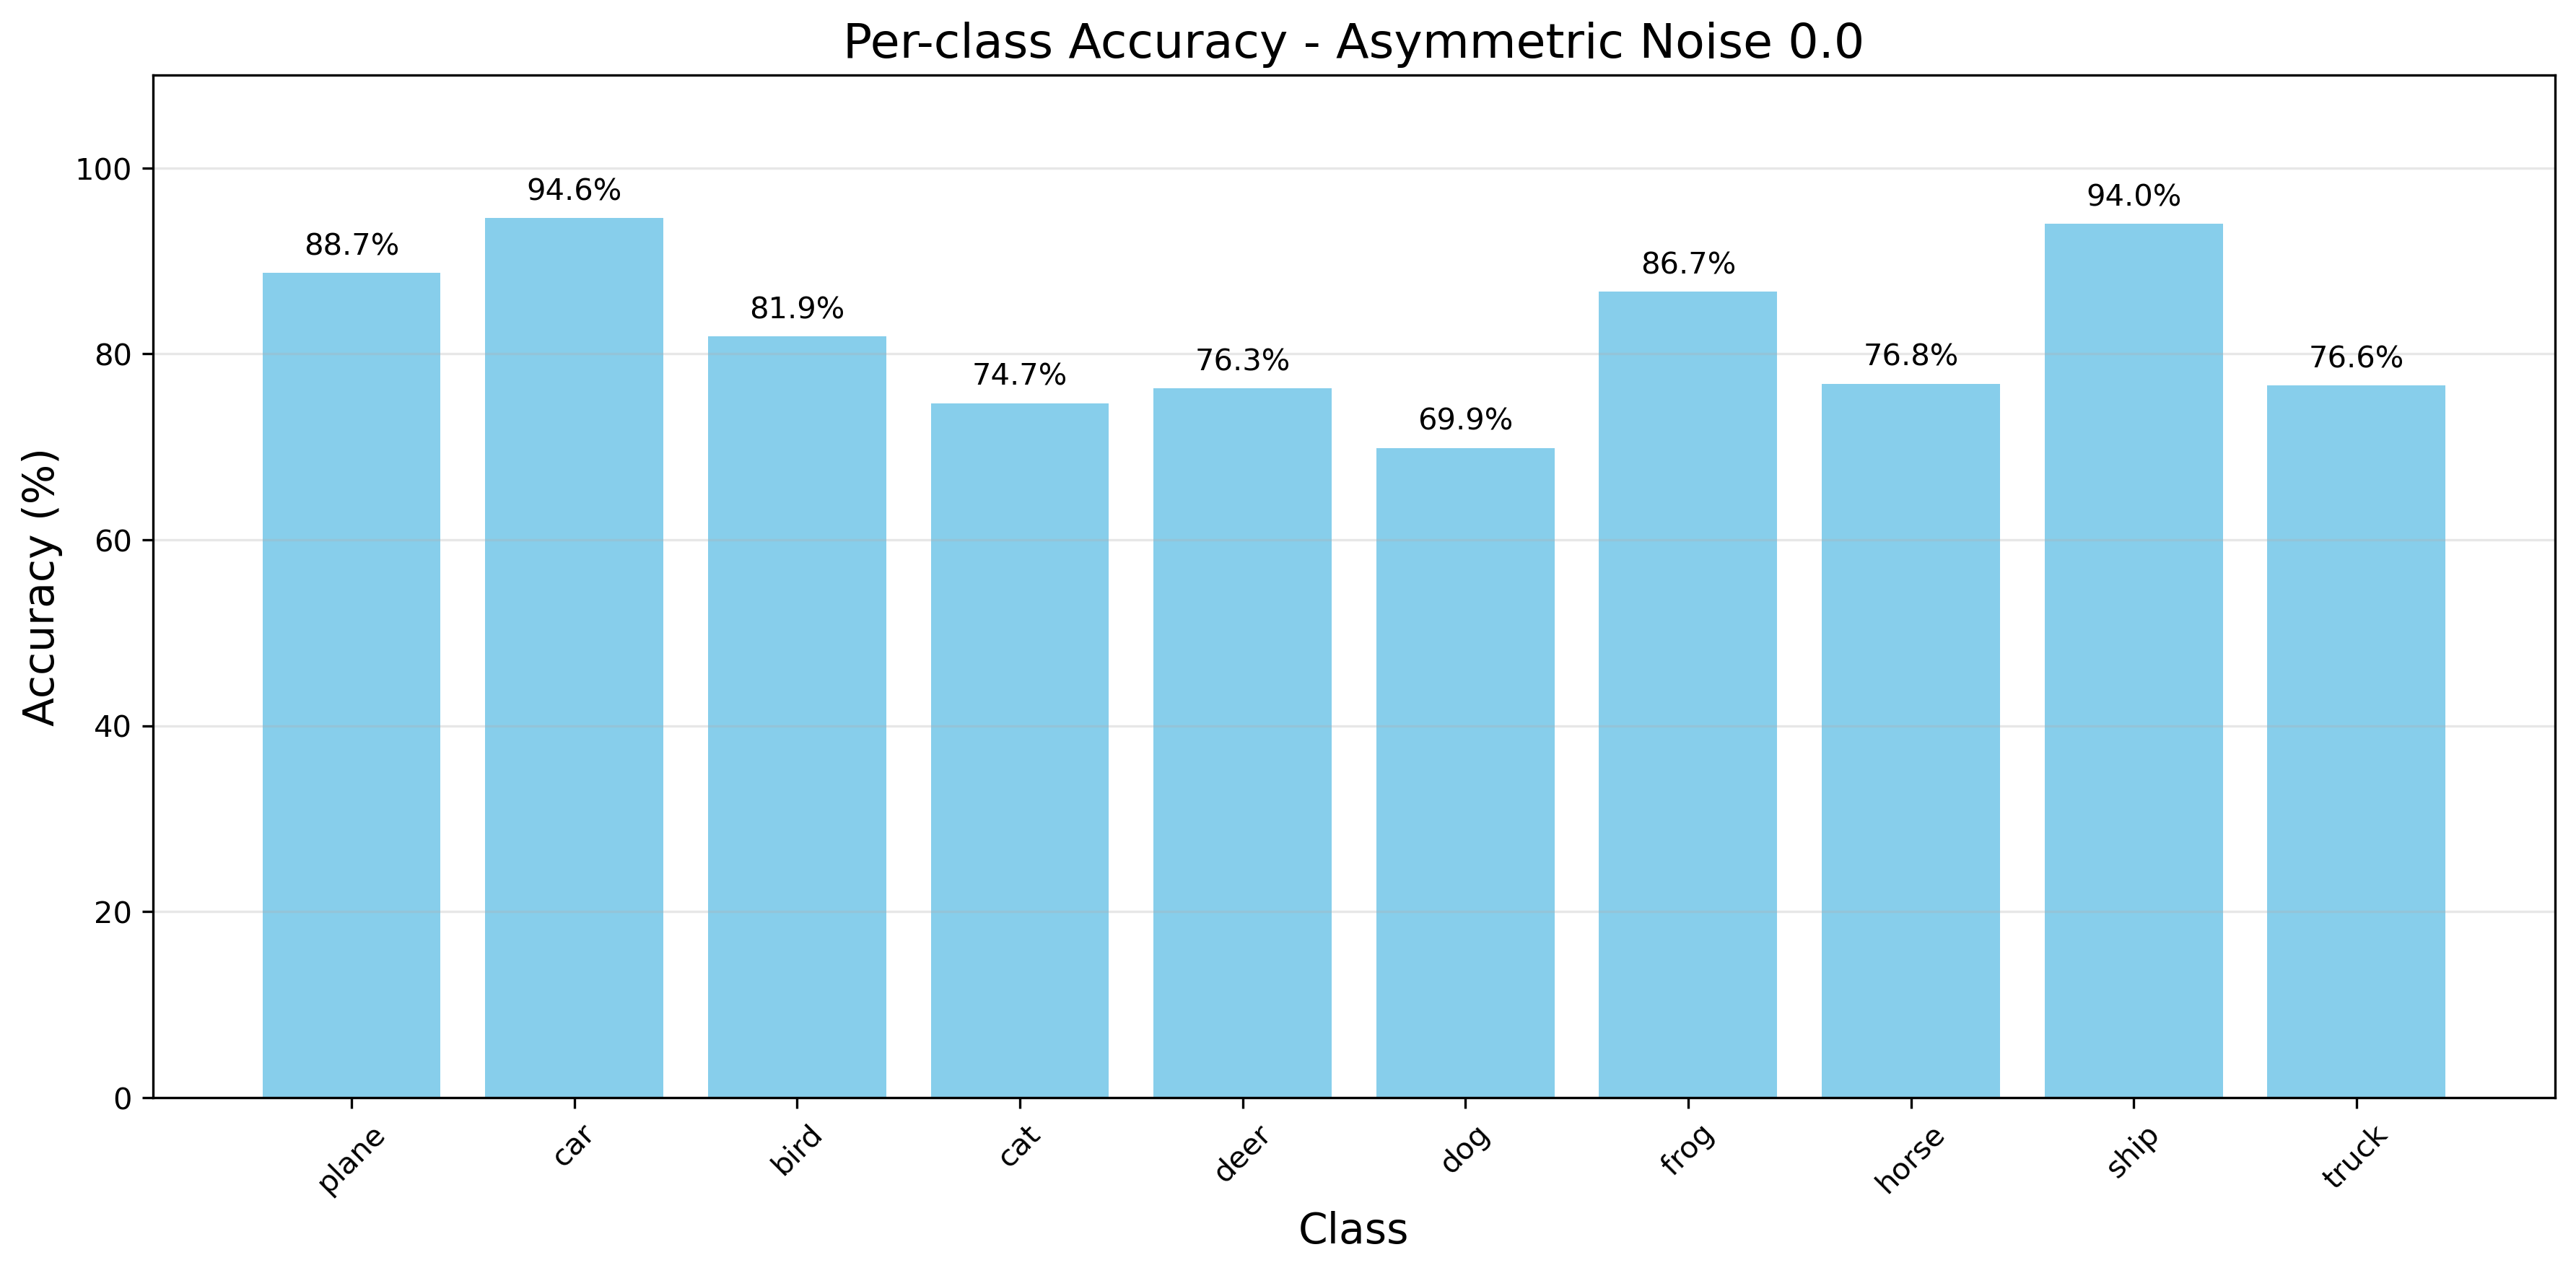 Per-class Accuracy - Asymmetric Noise 0.0
Accuracy (%)
100
80
60
40
20
0
88.7%
94.6%
81.9%
74.7%
76.3%
69.9%
86.7%
76.8%
94.0%
76.6%
plane
car
bird
cat
deer
dog
frog
horse
ship
truck
Class